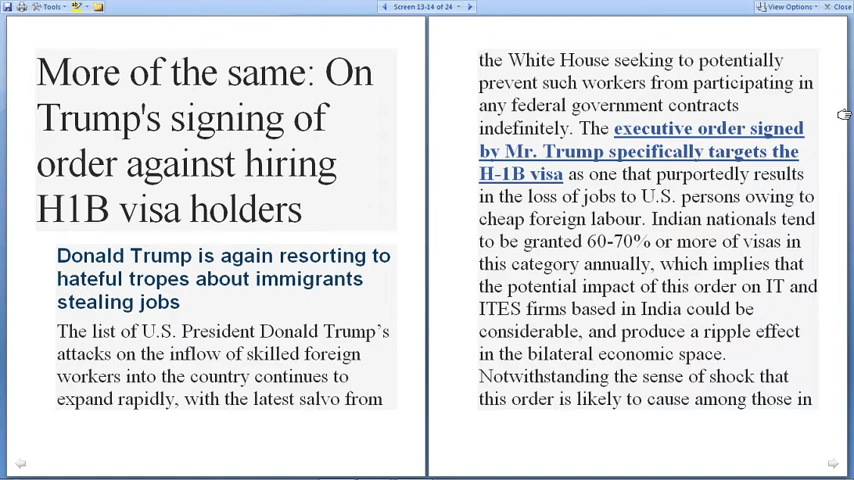 Tools
Screen 13-14 of 24
View Options
Close
More of the same: On
Trump's signing of
order against hiring
H1B visa holders
Donald Trump is again resorting to
hateful tropes about immigrants
stealing jobs
The list of U.S. President Donald Trump’s
attacks on the inflow of skilled foreign
workers into the country continues to
expand rapidly, with the latest salvo from
the White House seeking to potentially
prevent such workers from participating in
any federal government contracts
indefinitely. The executive order signed
by Mr. Trump specifically targets the
H-1B visa as one that purportedly results
in the loss of jobs to U.S. persons owing to
cheap foreign labour. Indian nationals tend
to be granted 60-70% or more of visas in
this category annually, which implies that
the potential impact of this order on IT and
ITES firms based in India could be
considerable, and produce a ripple effect
in the bilateral economic space.
Notwithstanding the sense of shock that
this order is likely to cause among those in